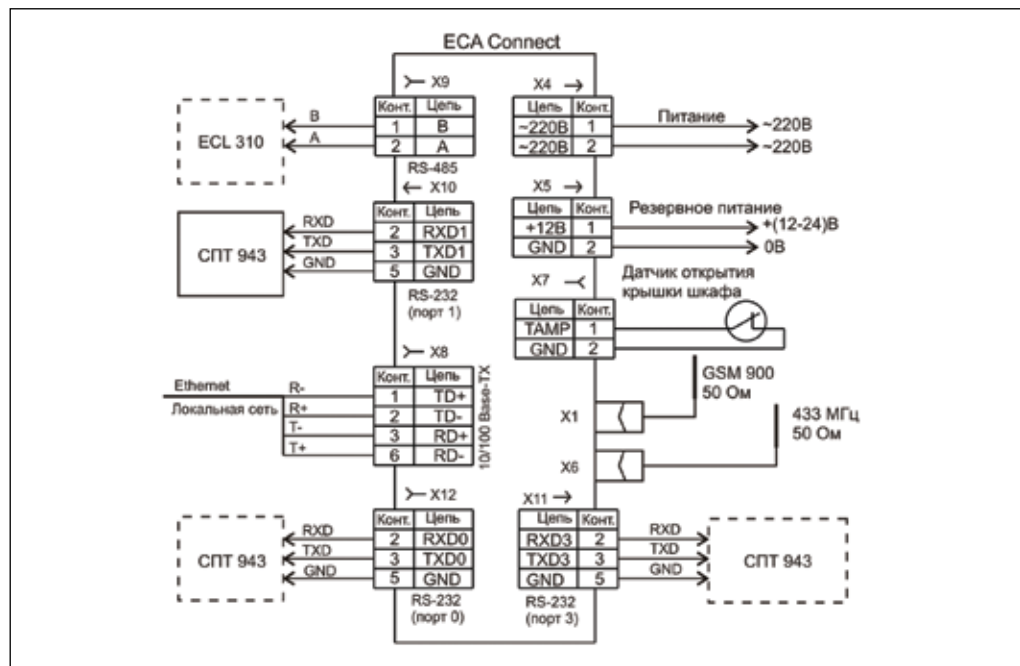 ECA Connect
X9
Конт. Цепь
1 B
2 A
RS-485
B
A
ECL 310
X10
Конт. Цепь
2 RXD1
3 TXD1
5 GND
RS-232
(порт 1)
RXD
TXD
GND
СПТ 943
X8
Конт. Цепь
1 TD+
2 TD-
3 RD+
6 RD-
10/100 Base-TX
Ethernet
Локальная сеть
R-
R+
T-
T+
X12
Конт. Цепь
2 RXD0
3 TXD0
5 GND
RS-232
(порт 0)
RXD
TXD
GND
СПТ 943
X4
Цепь Конт.
~220В 1
~220В 2
Питание
~220В
~220В
X5
Цепь Конт.
+12В 1
GND 2
Резервное питание
+(12-24)В
0В
X7
Датчик открытия
крышки шкафа
Цепь Конт.
TAMP 1
GND 2
X1
GSM 900
50 Ом
X6
433 МГц
50 Ом
X11
Цепь Конт.
RXD3 2
TXD3 3
GND 5
RS-232
(порт 3)
RXD
TXD
GND
СПТ 943